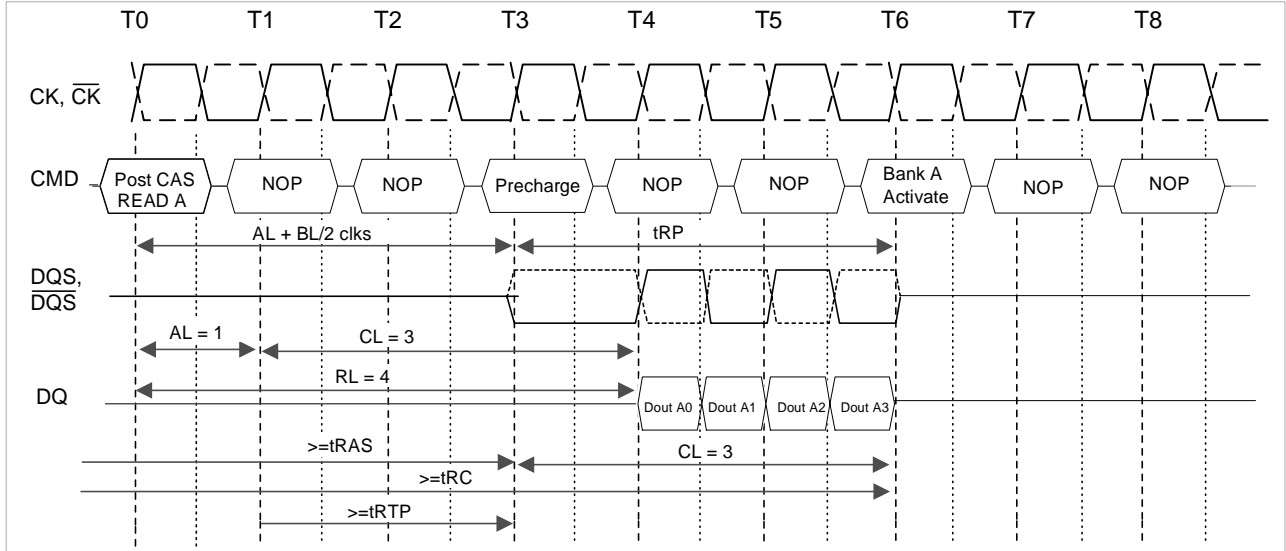 T0 T1 T2 T3 T4 T5 T6 T7 T8
CK, CK
CMD
Post CAS
READ A
NOP
NOP
Precharge
NOP
NOP
Bank A
Activate
NOP
NOP
AL + BL/2 clks
tRP
DQS,
DQS
AL = 1
CL = 3
RL = 4
DQ
Dout A0 Dout A1 Dout A2 Dout A3
>=tRAS
CL = 3
>=tRC
>=tRTP